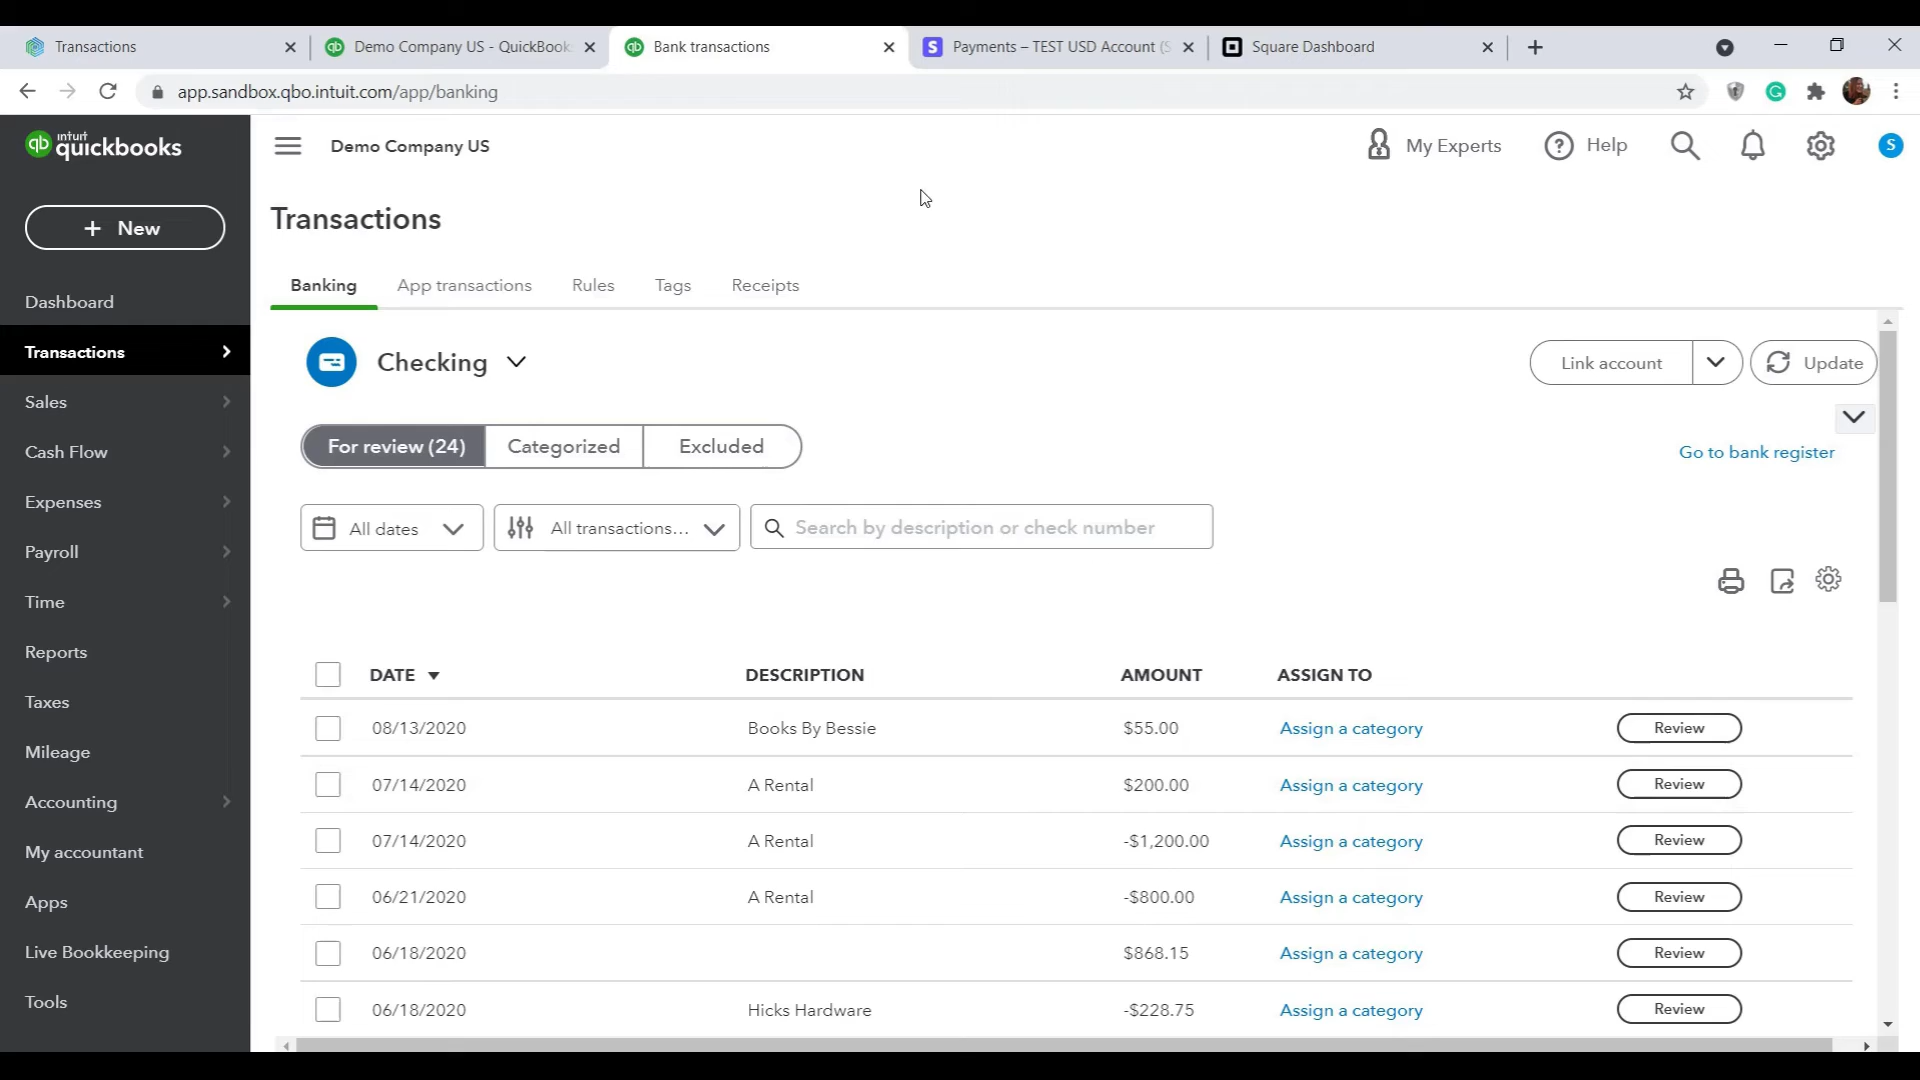 Transactions
Demo Company US - QuickBook
Bank transactions
Payments – TEST USD Account (S
Square Dashboard
app.sandbox.qbo.intuit.com/app/banking
intuit
qb quickbooks
Demo Company US
My Experts
Help
S
+ New
Transactions
Dashboard
Transactions
Sales
Cash Flow
Expenses
Payroll
Time
Reports
Taxes
Mileage
Accounting
My accountant
Apps
Live Bookkeeping
Tools
Banking
App transactions
Rules
Tags
Receipts
Checking
Link account
Update
For review (24)
Categorized
Excluded
Go to bank register
All dates
All transactions...
Search by description or check number
DATE DESCRIPTION AMOUNT ASSIGN TO
08/13/2020 Books By Bessie $55.00 Assign a category Review
07/14/2020 A Rental $200.00 Assign a category Review
07/14/2020 A Rental -$1,200.00 Assign a category Review
06/21/2020 A Rental -$800.00 Assign a category Review
06/18/2020 $868.15 Assign a category Review
06/18/2020 Hicks Hardware -$228.75 Assign a category Review